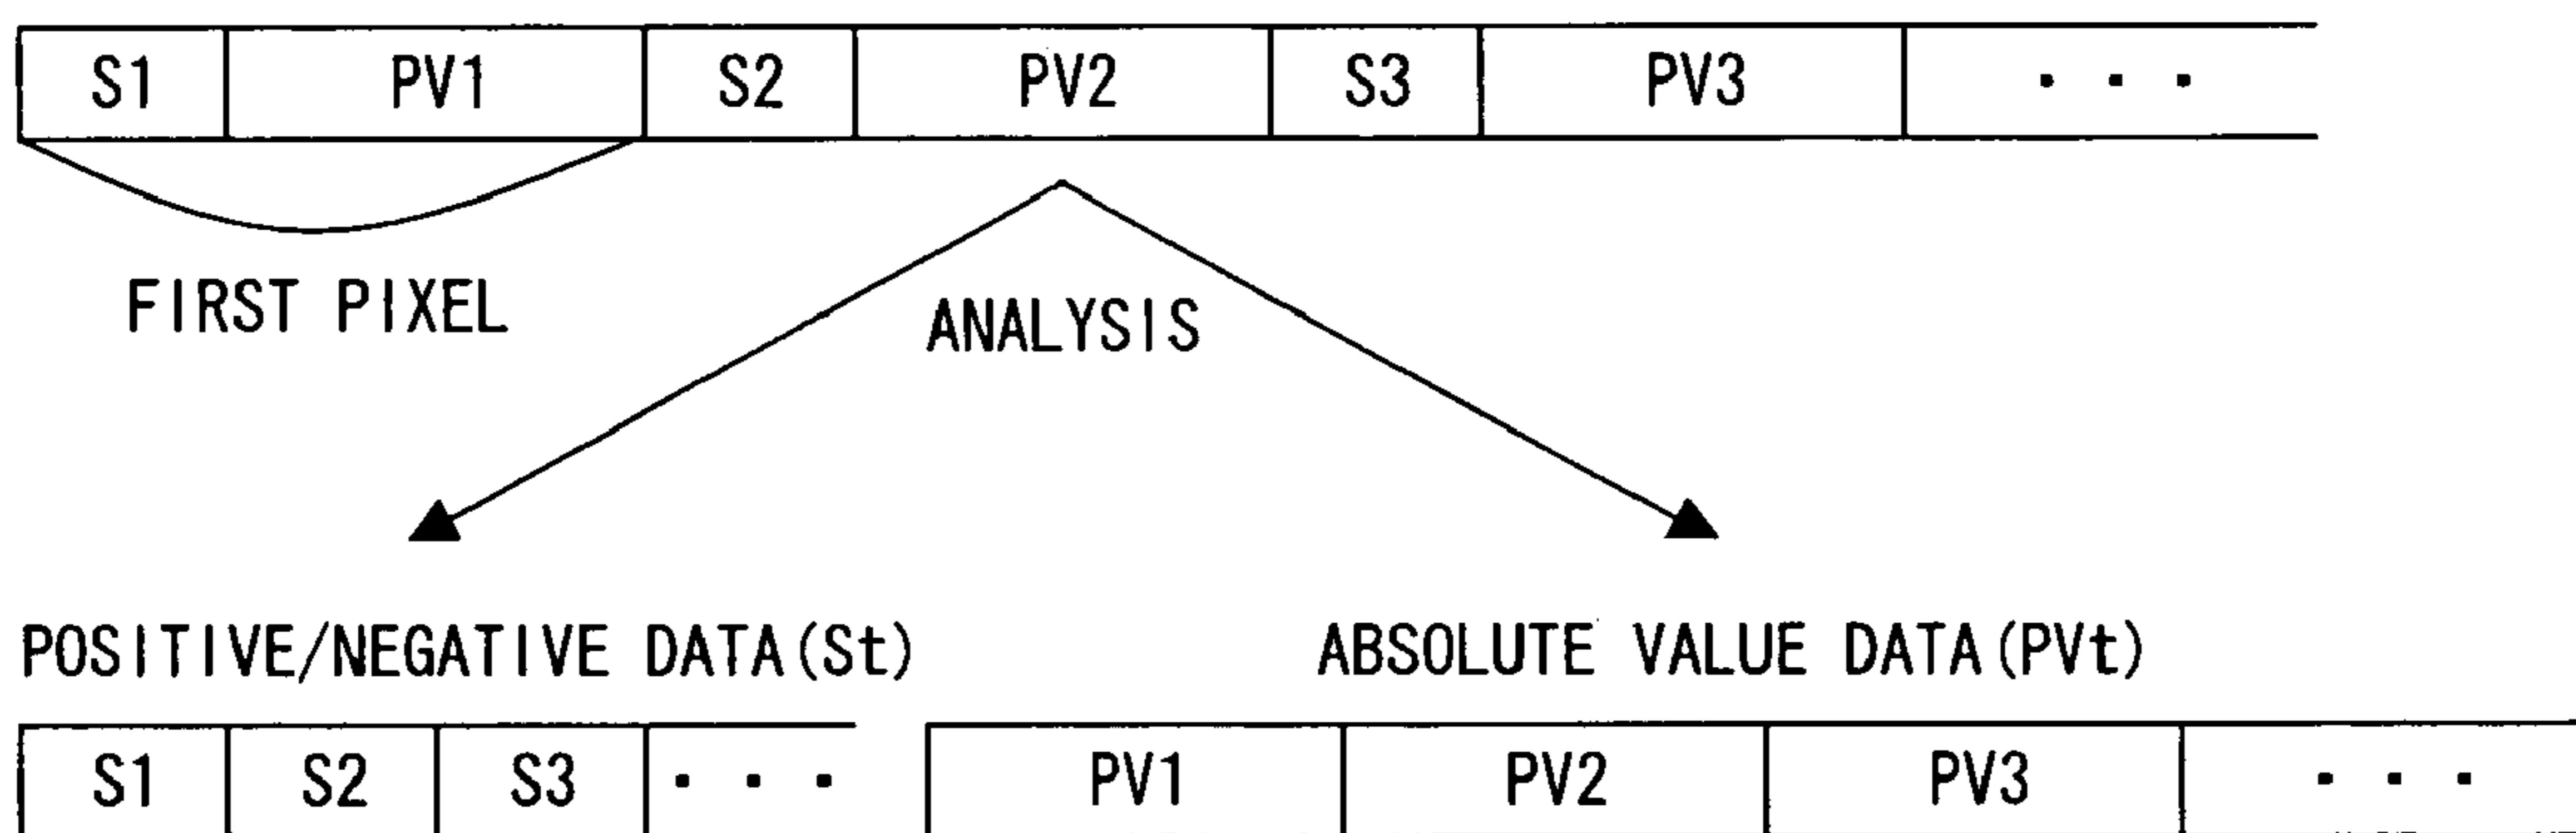 S1 PV1 S2 PV2 S3 PV3 ...
FIRST PIXEL
ANALYSIS
POSITIVE/NEGATIVE DATA(St)
ABSOLUTE VALUE DATA(PVt)
S1 S2 S3 ...
PV1 PV2 PV3 ...